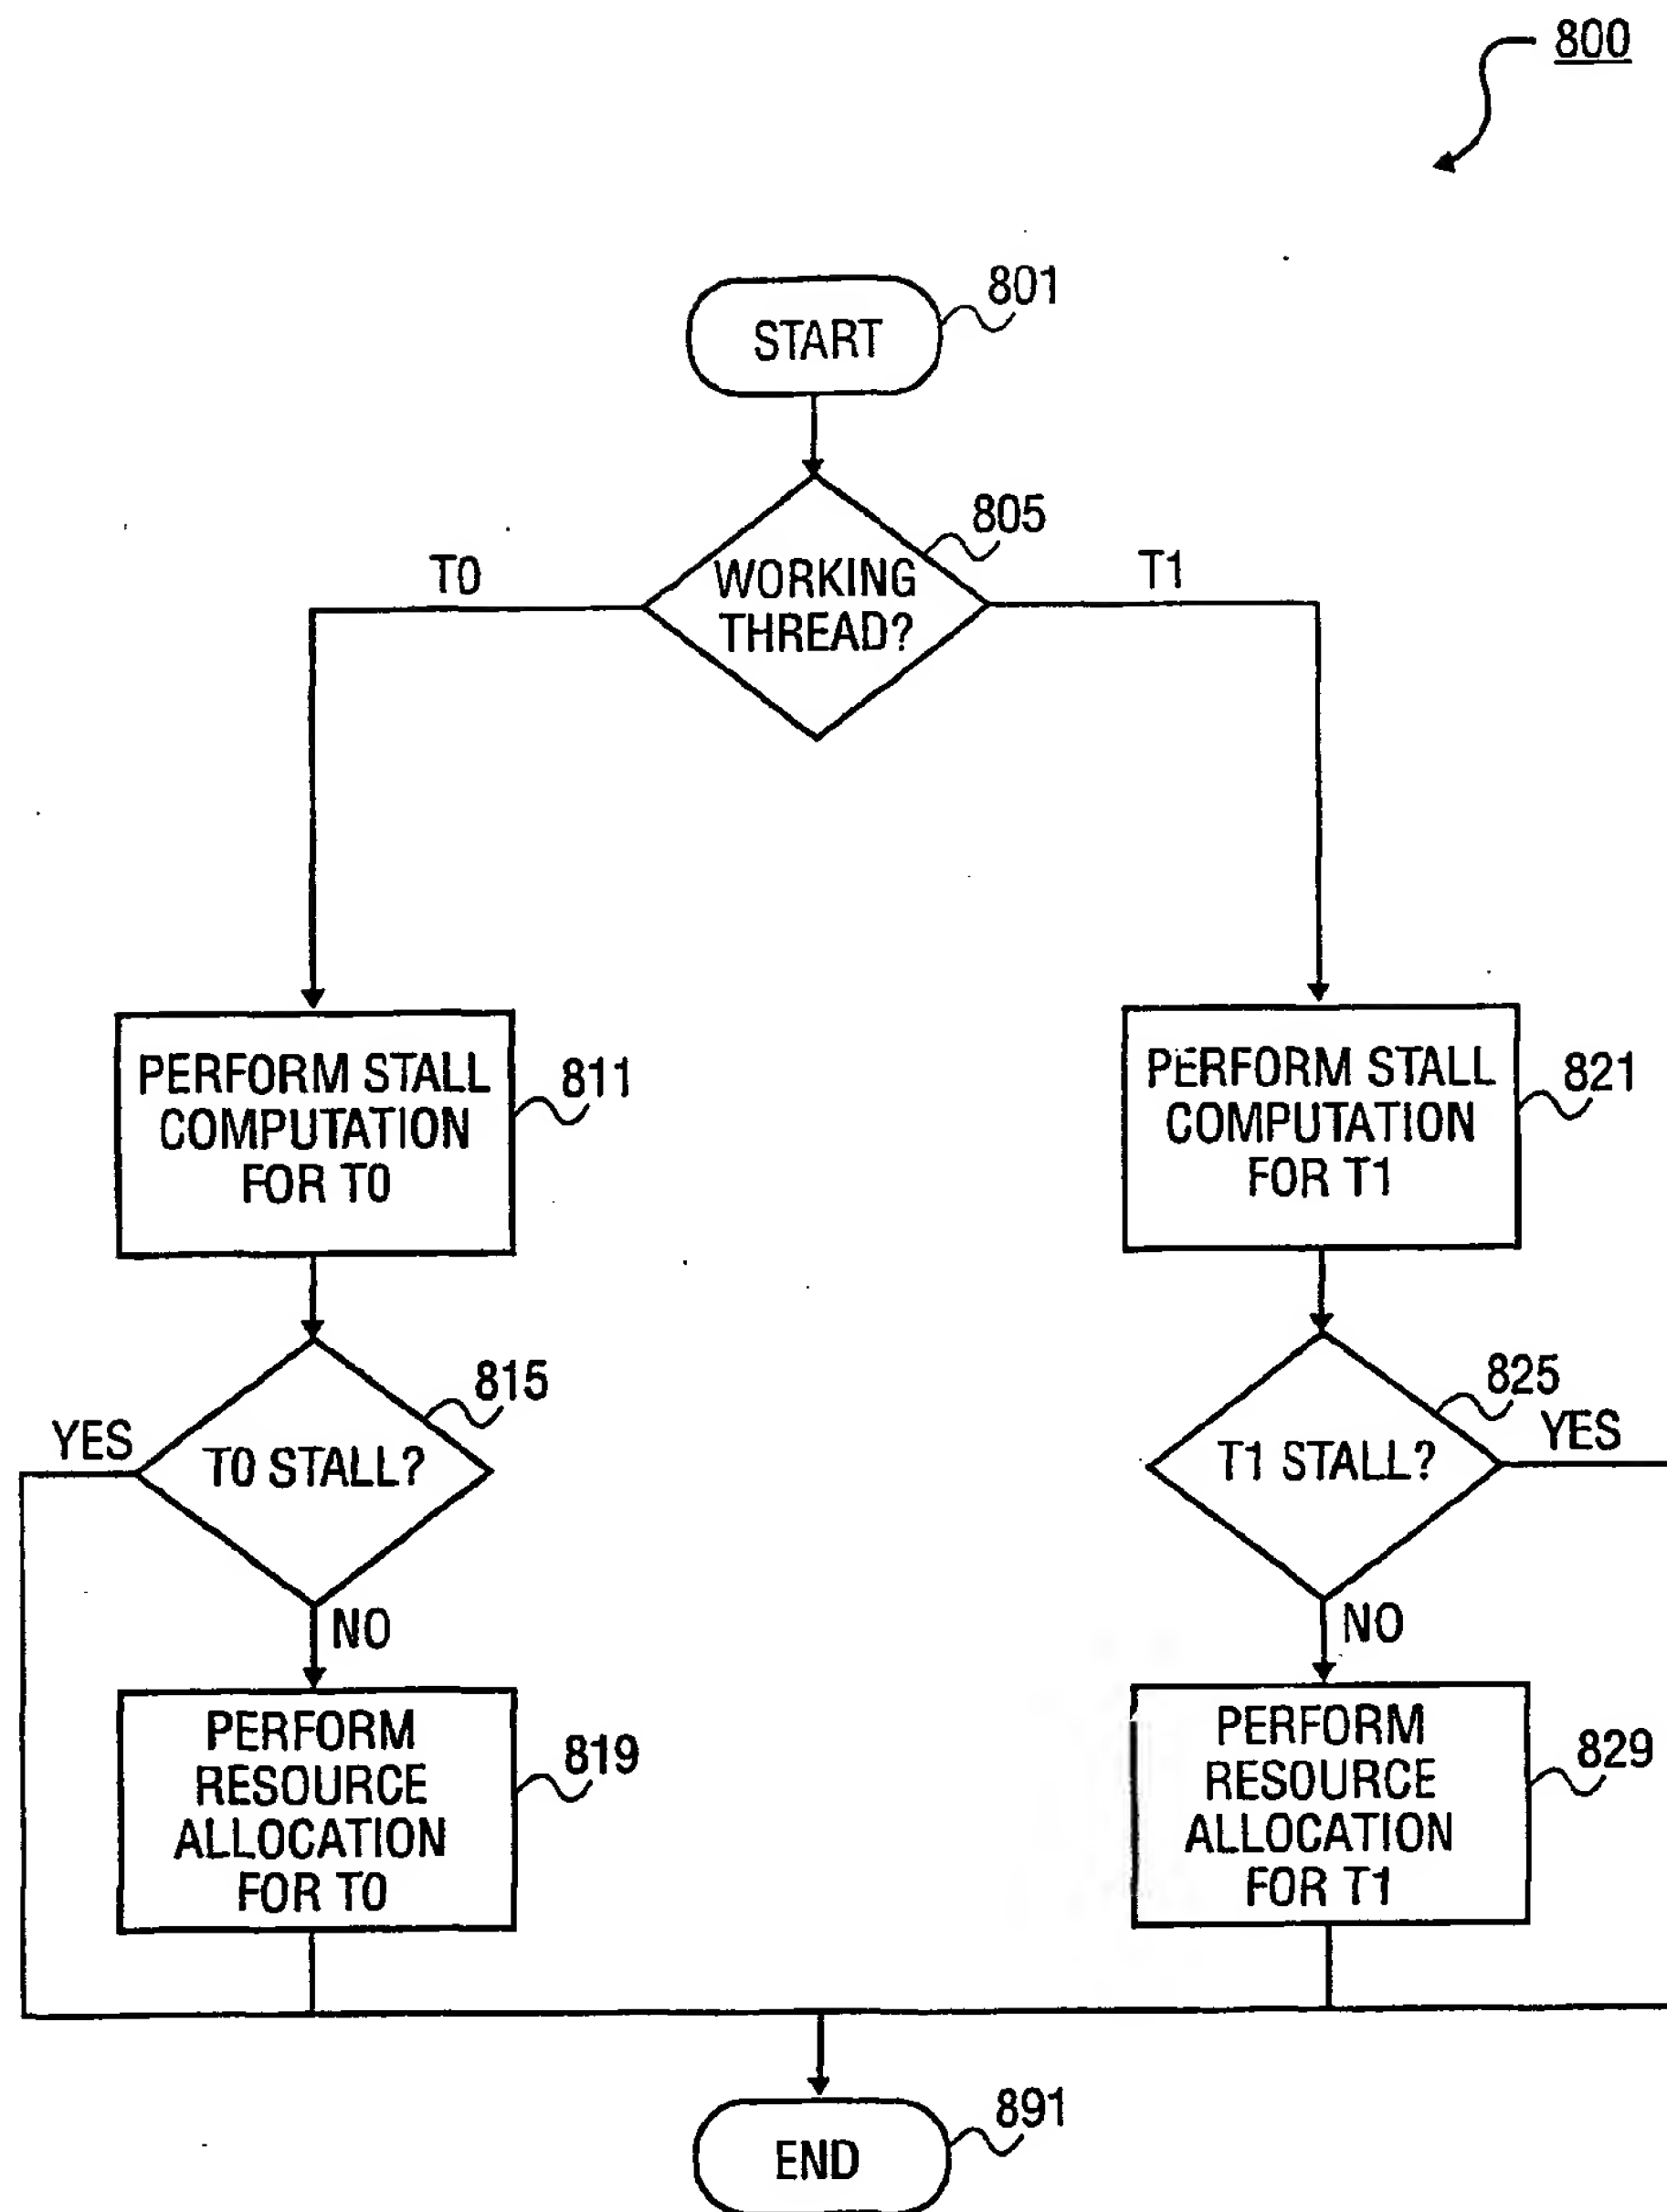 800
START
801
WORKING
THREAD?
805
T0
T1
PERFORM STALL
COMPUTATION
FOR T0
811
PERFORM STALL
COMPUTATION
FOR T1
821
T0 STALL?
815
YES
NO
T1 STALL?
825
YES
NO
PERFORM
RESOURCE
ALLOCATION
FOR T0
819
PERFORM
RESOURCE
ALLOCATION
FOR T1
829
END
891